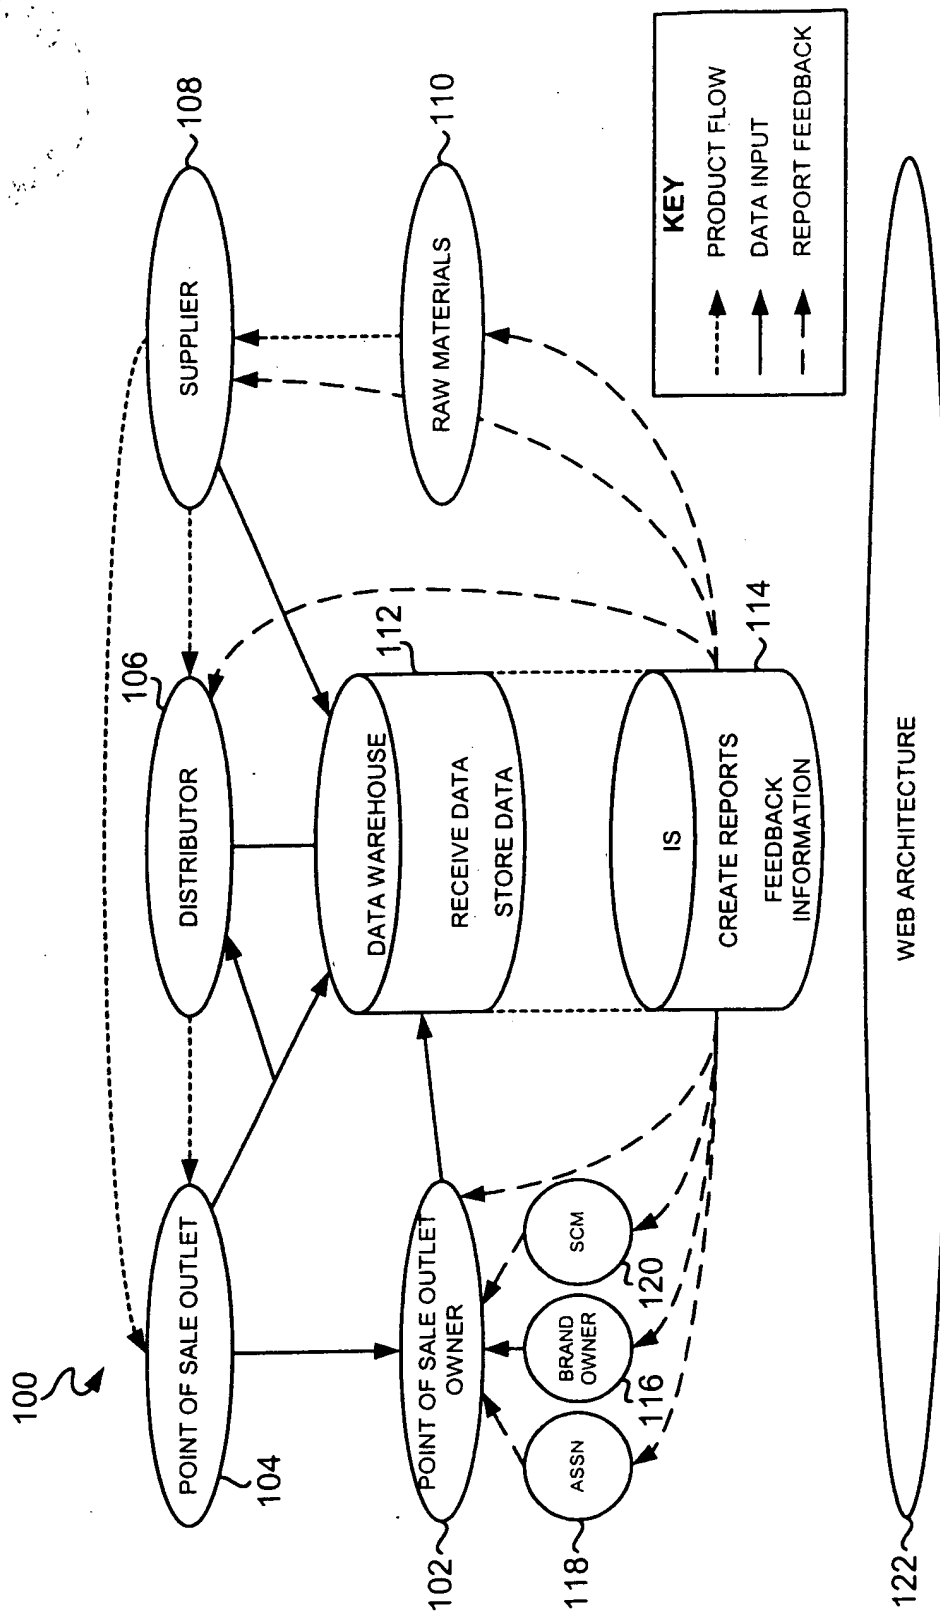 100
108
106
SUPPLIER
DISTRIBUTOR
POINT OF SALE OUTLET
104
110
112
RAW MATERIALS
DATA WAREHOUSE
RECEIVE DATA
STORE DATA
POINT OF SALE OUTLET
OWNER
102
SCM
120
BRAND
OWNER
116
ASSN
118
114
IS
CREATE REPORTS
FEEDBACK
INFORMATION
KEY
PRODUCT FLOW
DATA INPUT
REPORT FEEDBACK
WEB ARCHITECTURE
122